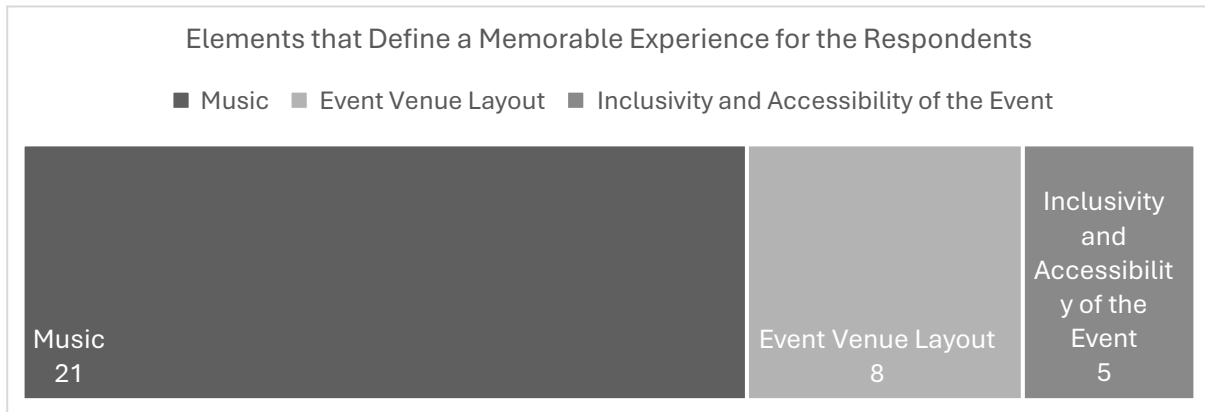 Elements that Define a Memorable Experience for the Respondents
Music Event Venue Layout Inclusivity and Accessibility of the Event
Music
21
Event Venue Layout
8
Inclusivity
and
Accessibilit
y of the
Event
5